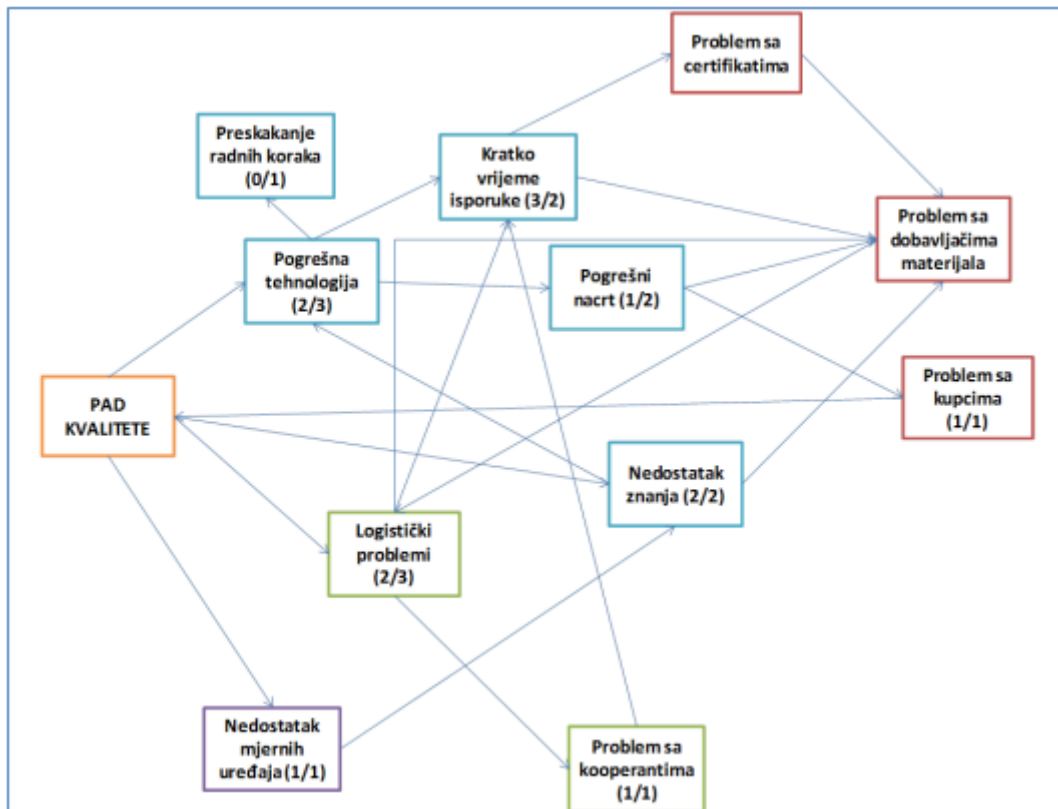 Problem sa
certifikatima
Preskakanje
radnih koraka
(0/1)
Kratko
vrijeme
isporuke (3/2)
Problem sa
dobavljačima
materijala
Pogrešna
tehnologija
(2/3)
Pogrešni
nacrt (1/2)
Problem sa
kupcima
(1/1)
PAD
KVALITETE
Nedostatak
znanja (2/2)
Logistički
problemi
(2/3)
Nedostatak
mjernih
uređaja (1/1)
Problem sa
kooperantima
(1/1)